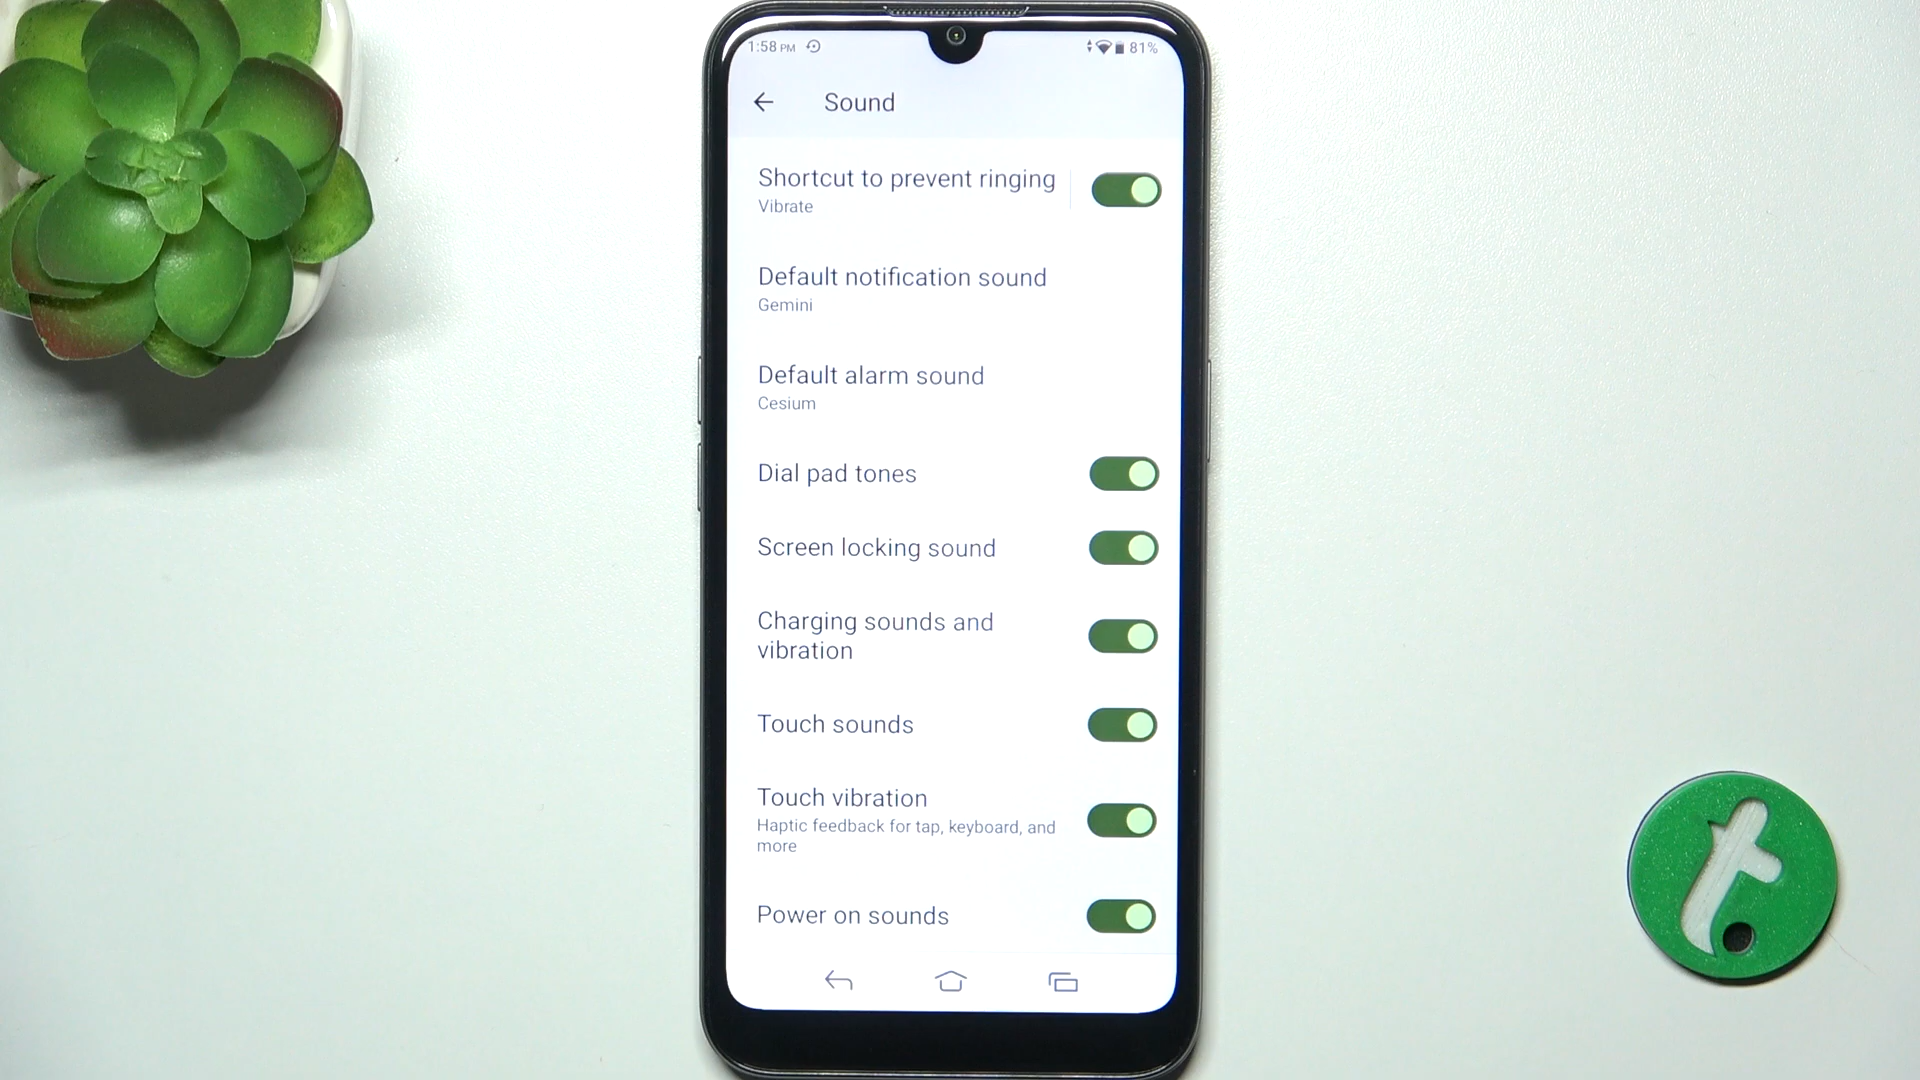 1:58 PM 81%
Sound
Shortcut to prevent ringing
Vibrate
Default notification sound
Gemini
Default alarm sound
Cesium
Dial pad tones
Screen locking sound
Charging sounds and
vibration
Touch sounds
Touch vibration
Haptic feedback for tap, keyboard, and
more
Power on sounds
t